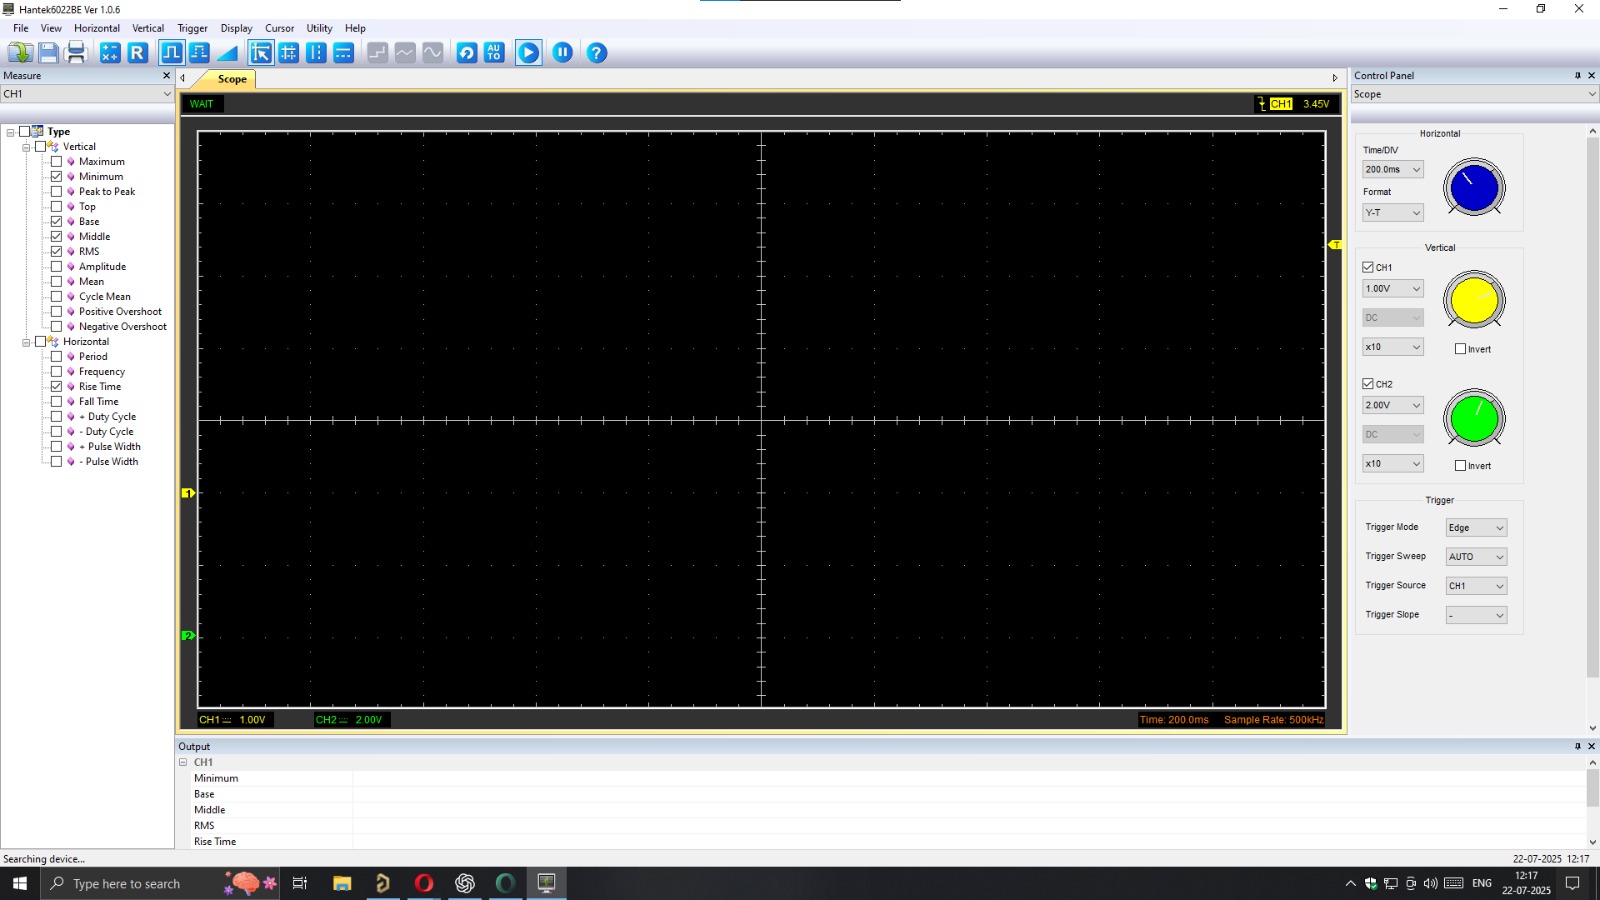 Hantek6022BE Ver 1.0.6
File View Horizontal Vertical Trigger Display Cursor Utility Help
R
AU
TO
?
Measure
CH1
Type
Vertical
Maximum
Minimum
Peak to Peak
Top
Base
Middle
RMS
Amplitude
Mean
Cycle Mean
Positive Overshoot
Negative Overshoot
Horizontal
Period
Frequency
Rise Time
Fall Time
+ Duty Cycle
- Duty Cycle
+ Pulse Width
- Pulse Width
Scope
WAIT
CH1 3.45V
T
1
2
CH1 1.00V CH2 2.00V Time: 200.0ms Sample Rate: 500kHz
Control Panel
Scope
Horizontal
Time/DIV
200.0ms
Format
Y-T
Vertical
CH1
1.00V
DC
x10
Invert
CH2
2.00V
DC
x10
Invert
Trigger
Trigger Mode Edge
Trigger Sweep AUTO
Trigger Source CH1
Trigger Slope -
Output
CH1
Minimum
Base
Middle
RMS
Rise Time
Searching device...
22-07-2025 12:17
Type here to search
ENG
12:17
22-07-2025